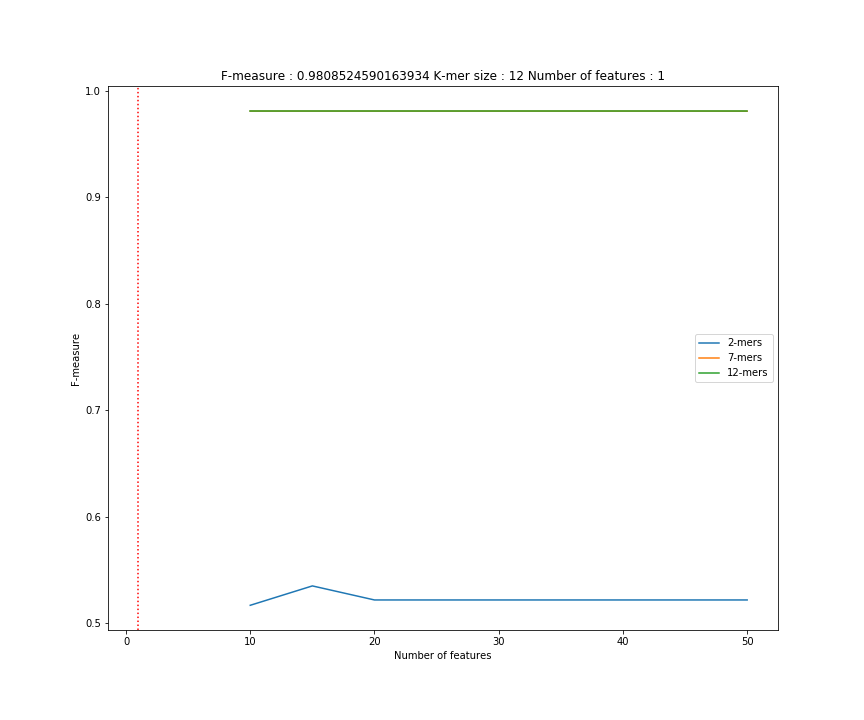 F-measure : 0.9808524590163934 K-mer size : 12 Number of features : 1
1.0
0.9
0.8
0.7
0.6
0.5
F-measure
2-mers
7-mers
12-mers
0 10 20 30 40 50
Number of features